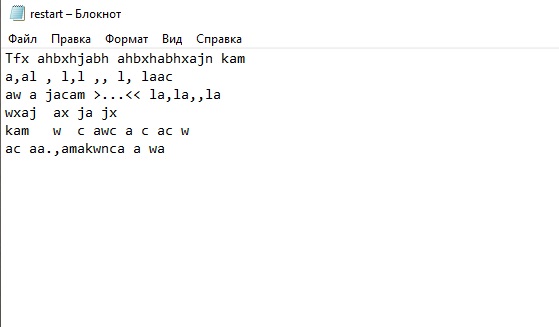 restart – Блокнот
Файл Правка Формат Вид Справка
Tfx ahbxhjabh ahbxhabhxajn kam
a,al , l,l ,, l, laac
aw a jacam >...<< la,la,,la
wxaj  ax ja jx
kam   w  c awc a c ac w
ac aa.,amakwnca a wa